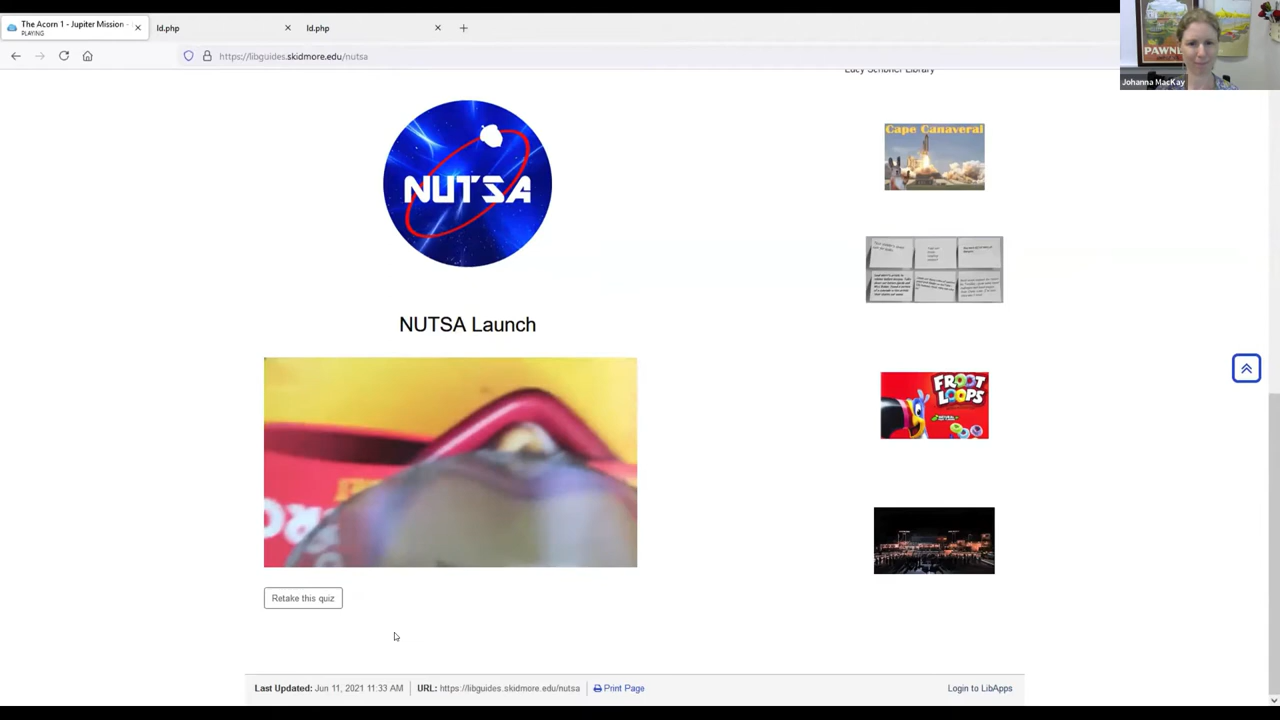 The Acorn 1 - Jupiter Mission -
PLAYING
ld.php
ld.php
https://libguides.skidmore.edu/nutsa
PAWNE
Johanna MacKay
Lucy Scribner Library
NUTSA
Cape Canaveral
NUTSA Launch
FROOT
LOOPS
Retake this quiz
Last Updated: Jun 11, 2021 11:33 AM
URL: https://libguides.skidmore.edu/nutsa
Print Page
Login to LibApps